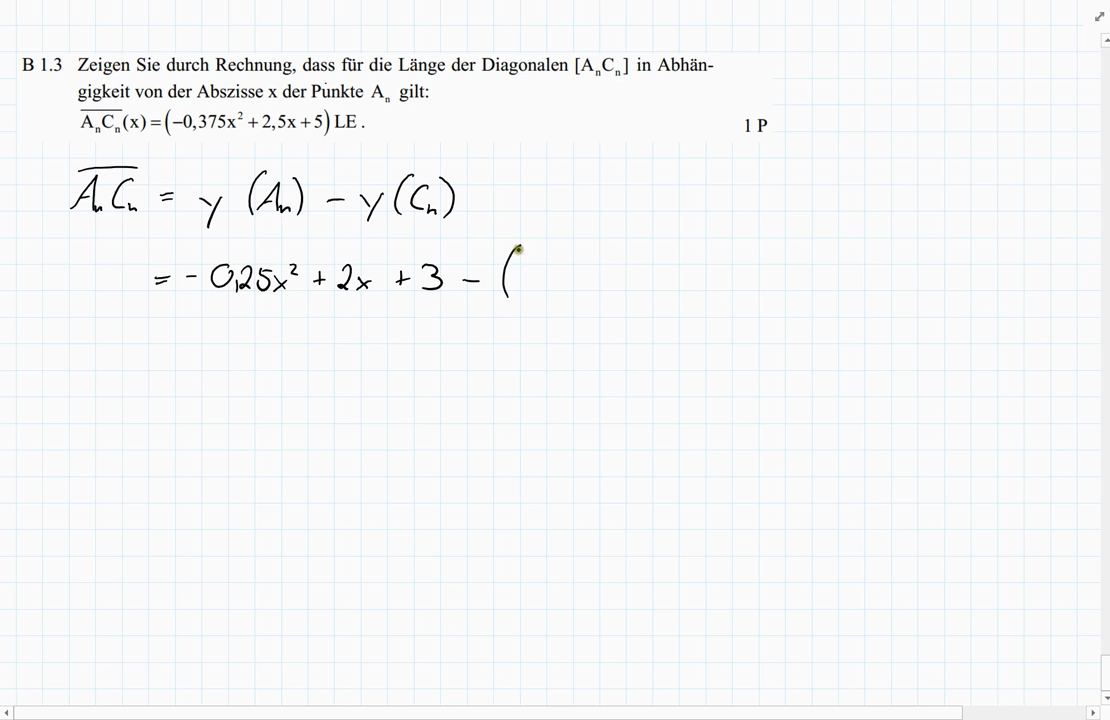 B 1.3 Zeigen Sie durch Rechnung, dass für die Länge der Diagonalen [AₙCₙ] in Abhän-
gigkeit von der Abszisse x der Punkte Aₙ gilt:
AₙCₙ(x) = (−0,375x² + 2,5x + 5) LE .
1 P
AₙCₙ = y (Aₙ) − y (Cₙ)
= - 0,25x² + 2x + 3 − (